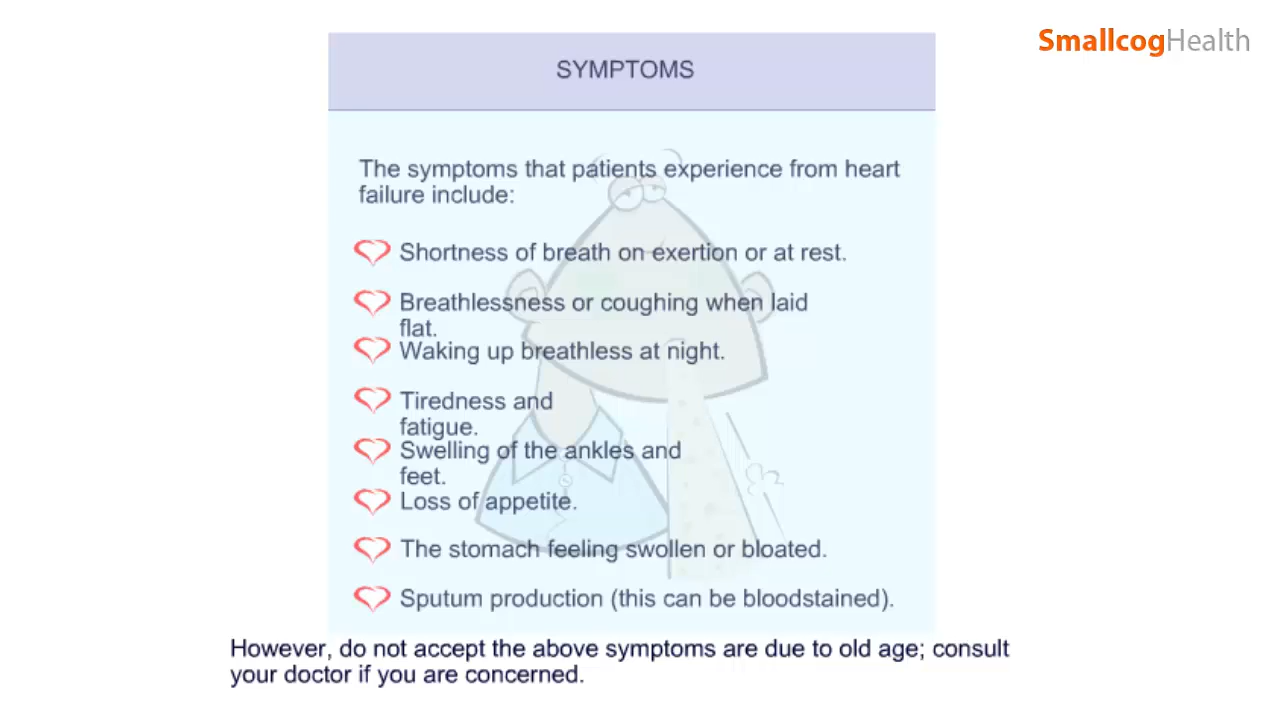 SmallcogHealth
SYMPTOMS
The symptoms that patients experience from heart
failure include:
Shortness of breath on exertion or at rest.
Breathlessness or coughing when laid
flat.
Waking up breathless at night.
Tiredness and
fatigue.
Swelling of the ankles and
feet.
Loss of appetite.
The stomach feeling swollen or bloated.
Sputum production (this can be bloodstained).
However, do not accept the above symptoms are due to old age; consult
your doctor if you are concerned.